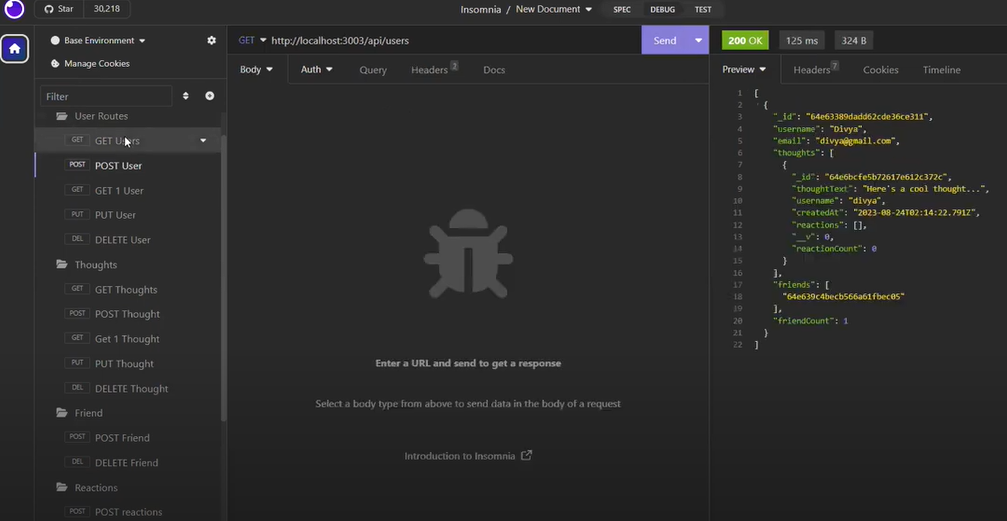 Star 30,218
Insomnia / New Document
SPEC DEBUG TEST
Base Environment
Manage Cookies
Filter
User Routes
GET GET Users
POST POST User
GET GET 1 User
PUT PUT User
DEL DELETE User
Thoughts
GET GET Thoughts
POST POST Thought
GET Get 1 Thought
PUT PUT Thought
DEL DELETE Thought
Friend
POST POST Friend
DEL DELETE Friend
Reactions
POST POST reactions
GET http://localhost:3003/api/users Send
Body Auth Query Headers 2 Docs
Enter a URL and send to get a response
Select a body type from above to send data in the body of a request
Introduction to Insomnia
200 OK 125 ms 324 B
Preview Headers 7 Cookies Timeline
1 [
2 {
3 "_id": "64e63389dadd62cde36ce311",
4 "username": "Divya",
5 "email": "divya@gmail.com",
6 "thoughts": [
7 {
8 "_id": "64e6bcfe5b72617e612c372c",
9 "thoughtText": "Here's a cool thought...",
10 "username": "divya",
11 "createdAt": "2023-08-24T02:14:22.791Z",
12 "reactions": [],
13 "__v": 0,
14 "reactionCount": 0
15 }
16 ],
17 "friends": [
18 "64e639c4becb566a61fbec05"
19 ],
20 "friendCount": 1
21 }
22 ]